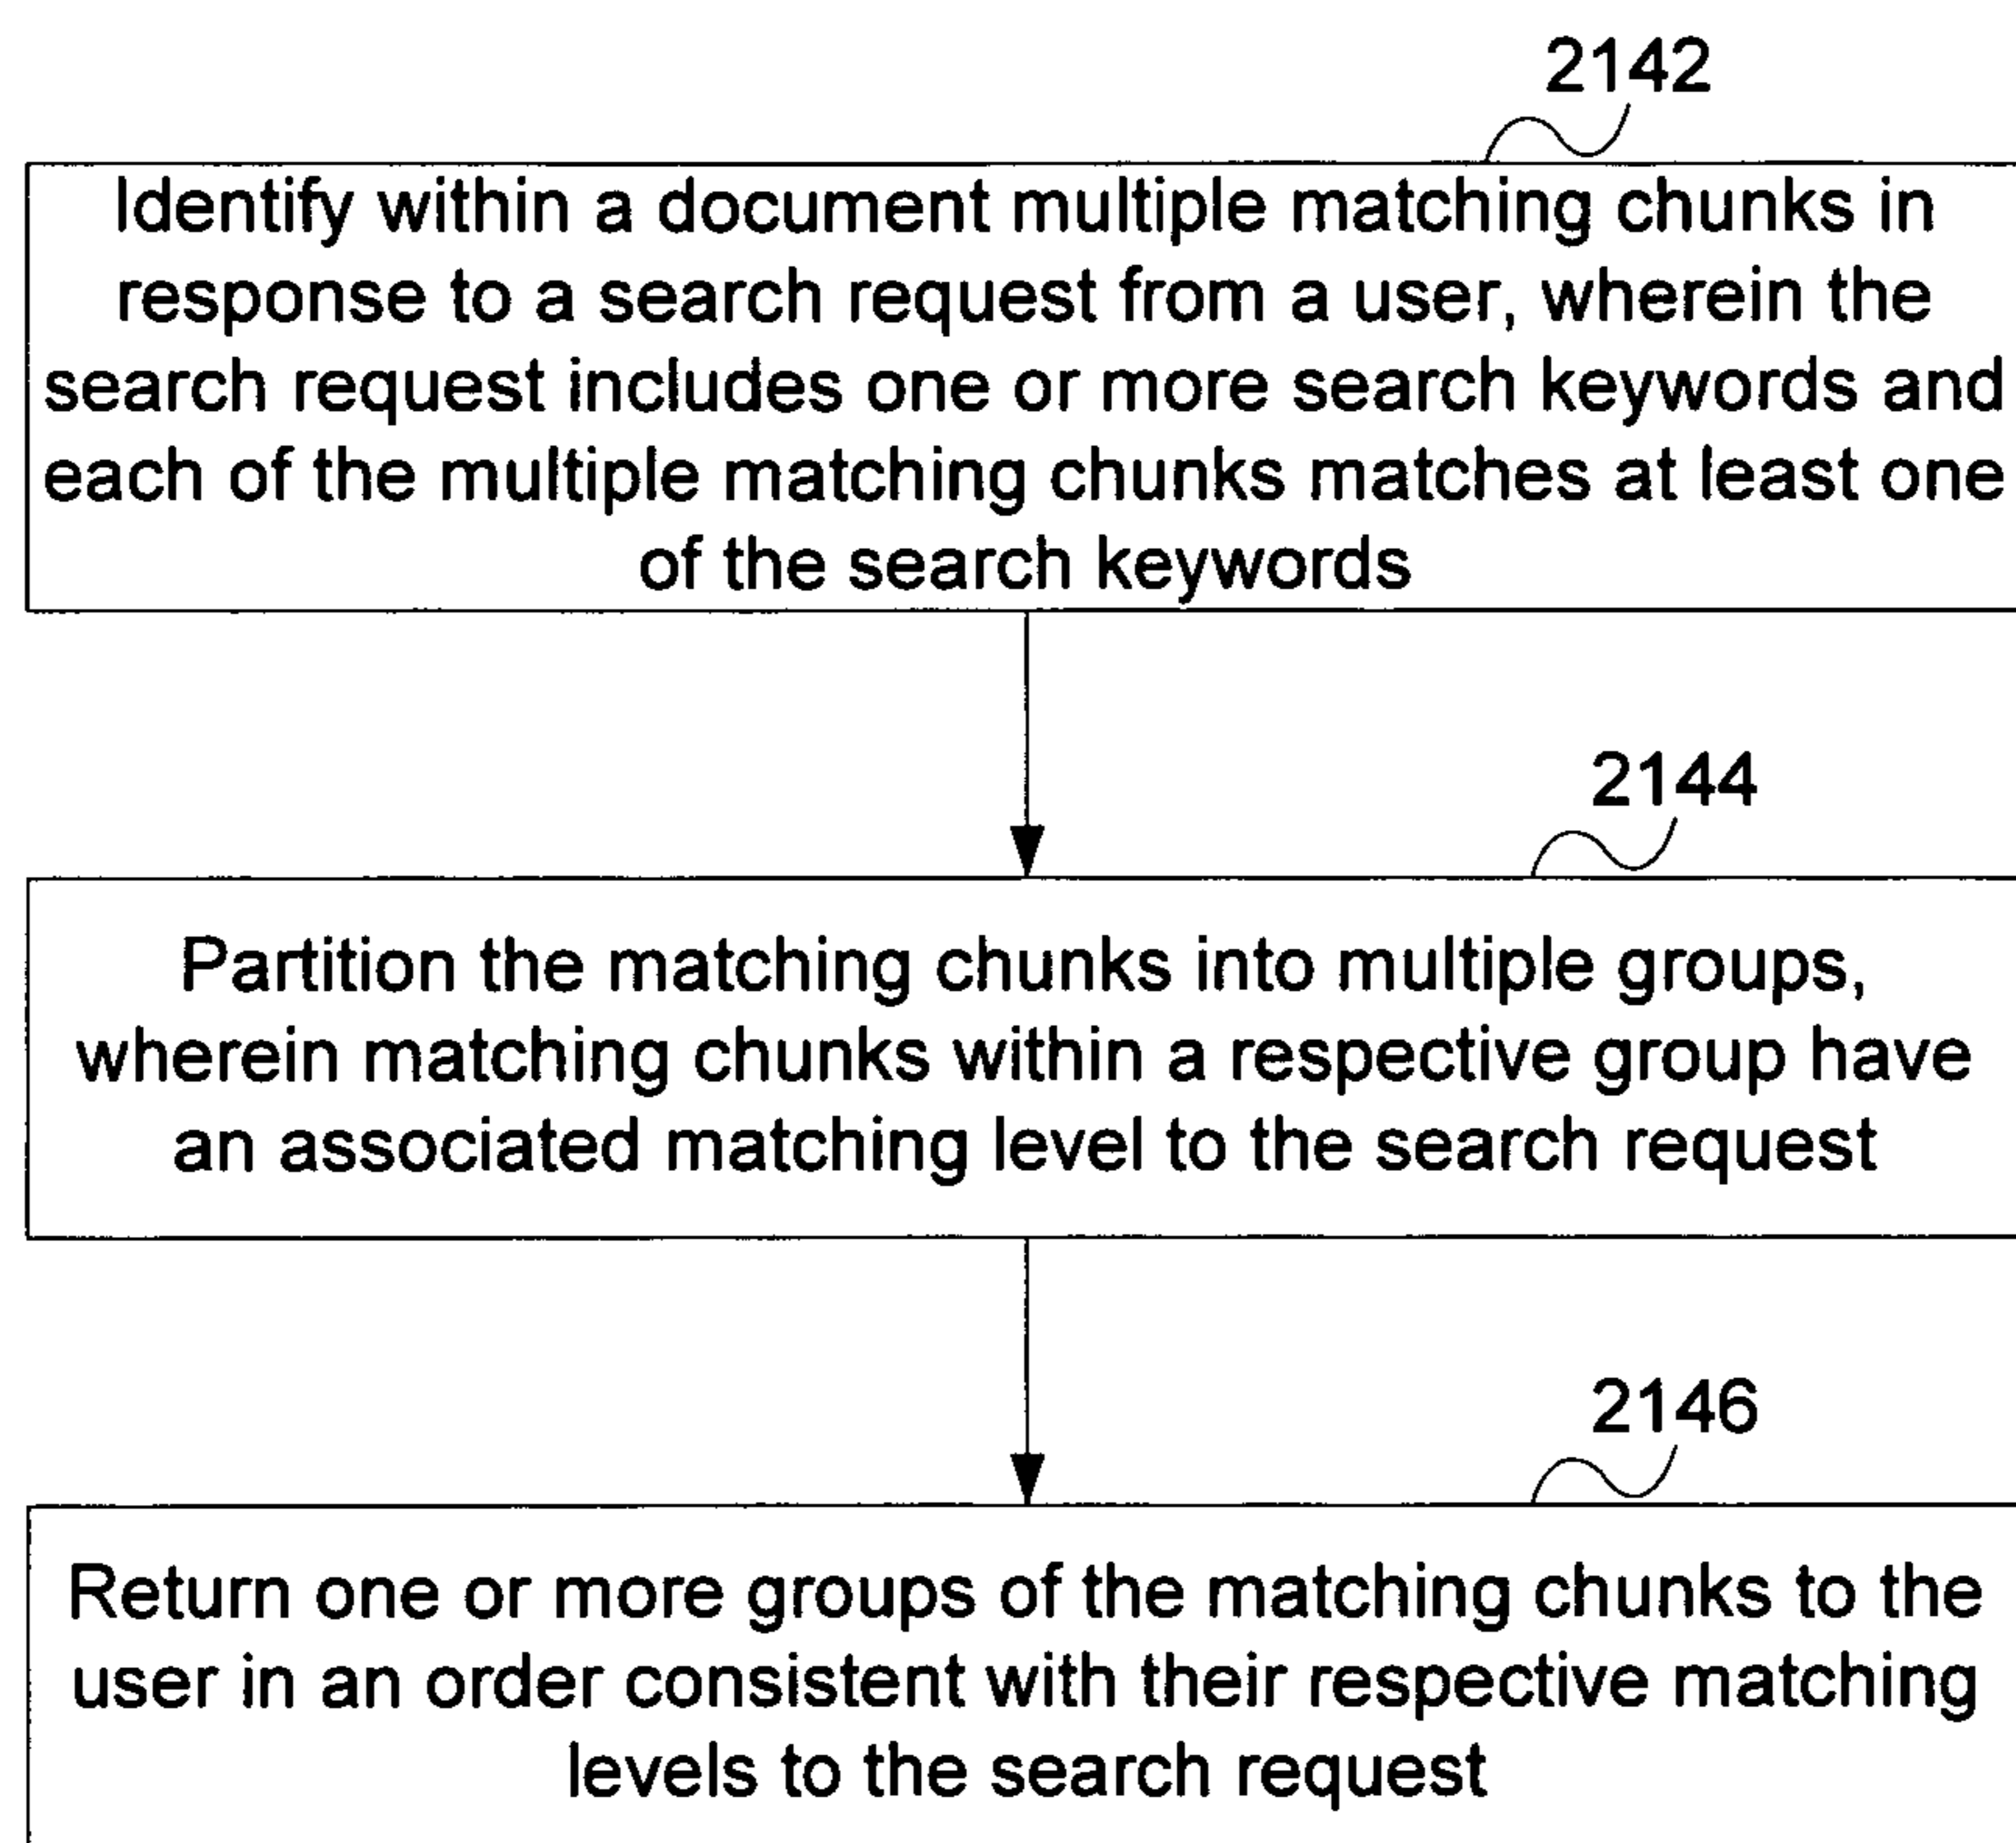 2142
Identify within a document multiple matching chunks in
response to a search request from a user, wherein the
search request includes one or more search keywords and
each of the multiple matching chunks matches at least one
of the search keywords
2144
Partition the matching chunks into multiple groups,
wherein matching chunks within a respective group have
an associated matching level to the search request
2146
Return one or more groups of the matching chunks to the
user in an order consistent with their respective matching
levels to the search request